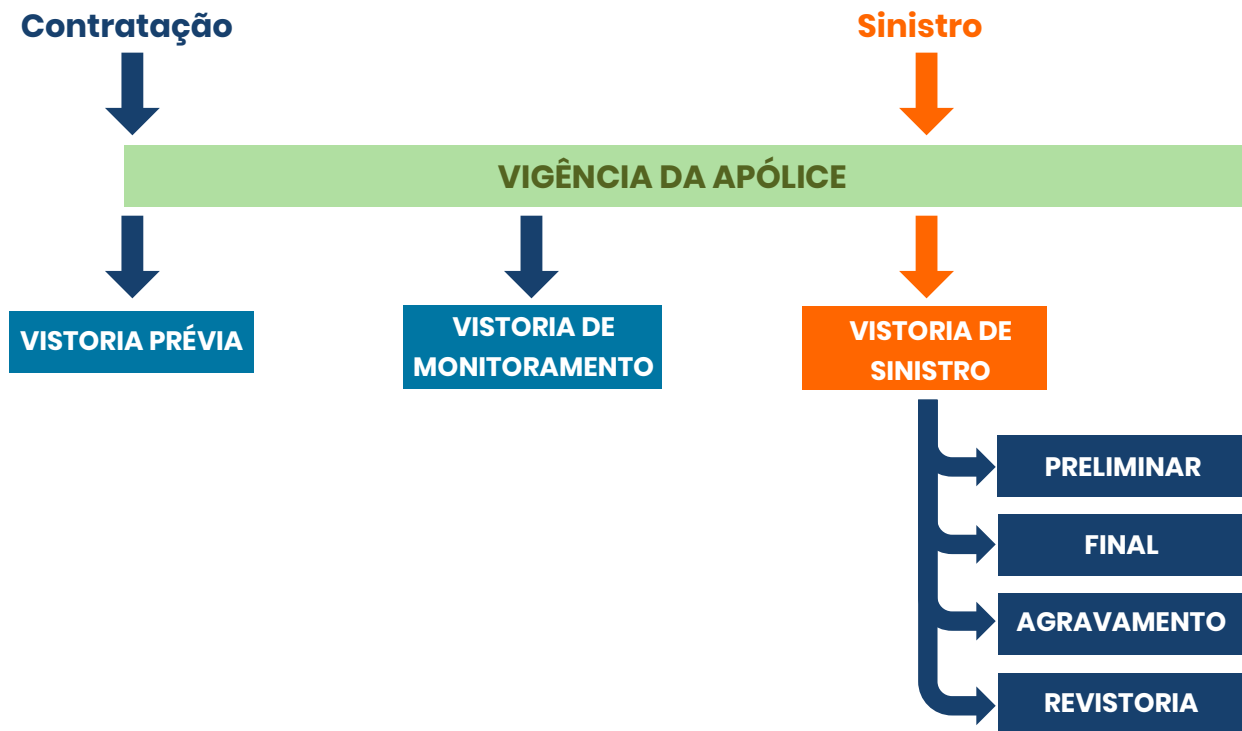 Contratação
Sinistro
VIGÊNCIA DA APÓLICE
VISTORIA PRÉVIA
VISTORIA DE
MONITORAMENTO
VISTORIA DE
SINISTRO
PRELIMINAR
FINAL
AGRAVAMENTO
REVISTORIA